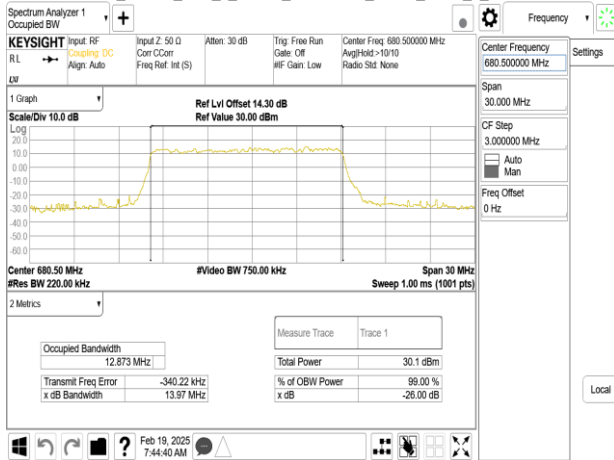 Spectrum Analyzer 1
Occupied BW
Frequency
KEYSIGHT
Input: RF
Coupling: DC
Align: Auto
Input Z: 50 Ω
Corr CCorr
Freq Ref: Int (S)
Atten: 30 dB
Trig: Free Run
Gate: Off
#IF Gain: Low
Center Freq: 680.500000 MHz
Avg|Hold:>10/10
Radio Std: None
RL
LXI
Center Frequency
680.500000 MHz
Settings
Span
30.000 MHz
CF Step
3.000000 MHz
Auto
Man
Freq Offset
0 Hz
Local
1 Graph
Scale/Div 10.0 dB
Ref Lvl Offset 14.30 dB
Ref Value 30.00 dBm
Log
20.0
10.0
0.00
-10.0
-20.0
-30.0
-40.0
-50.0
-60.0
Center 680.50 MHz
#Video BW 750.00 kHz
Span 30 MHz
#Res BW 220.00 kHz
Sweep 1.00 ms (1001 pts)
2 Metrics
Measure Trace Trace 1
Occupied Bandwidth
12.873 MHz
Total Power 30.1 dBm
Transmit Freq Error -340.22 kHz
% of OBW Power 99.00 %
x dB Bandwidth 13.97 MHz
x dB -26.00 dB
?
Feb 19, 2025
7:44:40 AM